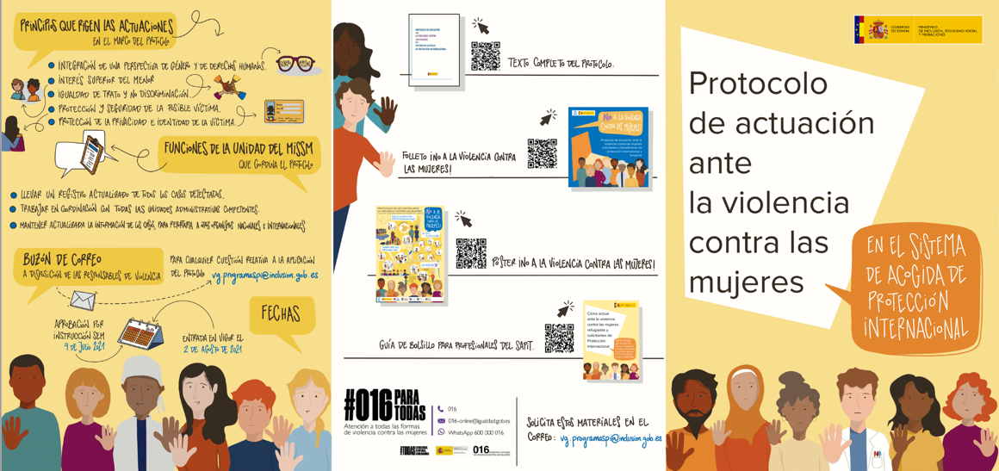 PRINCIPIOS QUE RIGEN LAS ACTUACIONES
EN EL MARCO DEL PROTOCOLO
INTEGRACIÓN DE UNA PERSPECTIVA DE GÉNERO Y DE DERECHOS HUMANOS.
INTERÉS SUPERIOR DEL MENOR
IGUALDAD DE TRATO Y NO DISCRIMINACIÓN
PROTECCIÓN Y SEGURIDAD DE LA POSIBLE VÍCTIMA.
PROTECCIÓN DE LA PRIVACIDAD E IDENTIDAD DE LA VÍCTIMA.
FUNCIONES DE LA UNIDAD DEL MISSM
QUE COORDINA EL PROTOCOLO
LLEVAR UN REGISTRO ACTUALIZADO DE TODOS LOS CASOS DETECTADOS.
TRABAJAR EN COORDINACIÓN CON TODAS LAS UNIDADES ADMINISTRATIVAS COMPETENTES.
MANTENER ACTUALIZADA LA INFORMACIÓN DE LOS CASOS, PARA REPORTARLA A OTROS ORGANISMOS NACIONALES E INTERNACIONALES.
BUZÓN DE CORREO
A DISPOSICIÓN DE LAS RESPONSABLES DE VIOLENCIA
PARA CUALQUIER CUESTIÓN RELATIVA A LA APLICACIÓN
DEL PROTOCOLO vg.programaspi@inclusion.gob.es
FECHAS
APROBACIÓN POR
INSTRUCCIÓN SEM
9 DE JULIO 2021
ENTRADA EN VIGOR EL
2 DE AGOSTO DE 2021
PROTOCOLO DE ACTUACIÓN
TEXTO COMPLETO DEL PROTOCOLO.
NO A LA VIOLENCIA
CONTRA LAS MUJERES!
FOLLETO ¡NO A LA VIOLENCIA CONTRA
LAS MUJERES!
PÓSTER ¡NO A LA VIOLENCIA CONTRA LAS MUJERES!
Cómo actuar
ante la violencia
contra las mujeres
refugiadas y
solicitantes de
Protección
Internacional
GUÍA DE BOLSILLO PARA PROFESIONALES DEL SAPIT.
#016 PARA
TODAS
Atención a todas las formas
de violencia contra las mujeres
016
016-online@igualdad.gob.es
WhatsApp 600 000 016
#TODAS
016
SOLICITA ESTOS MATERIALES EN EL
CORREO: vg.programaspi@inclusion.gob.es
GOBIERNO
DE ESPAÑA
MINISTERIO
DE INCLUSIÓN, SEGURIDAD SOCIAL
Y MIGRACIONES
Protocolo
de actuación
ante
la violencia
contra las
mujeres
EN EL SISTEMA
DE ACOGIDA DE
PROTECCIÓN
INTERNACIONAL